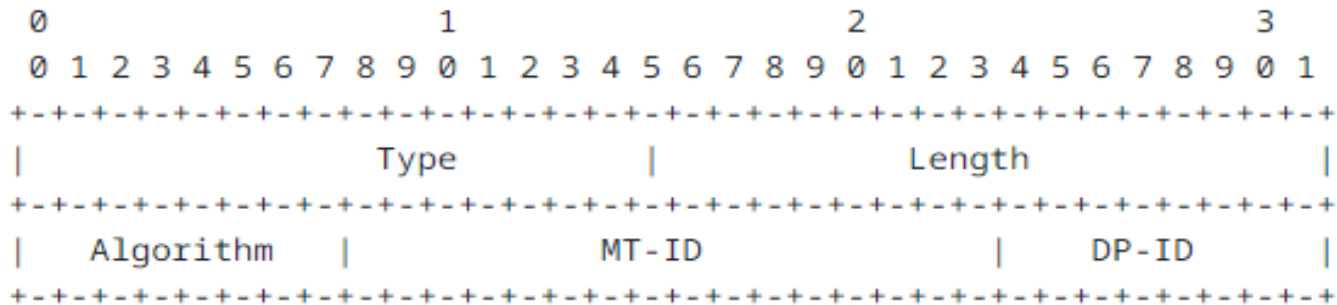 0                   1                   2                   3
 0 1 2 3 4 5 6 7 8 9 0 1 2 3 4 5 6 7 8 9 0 1 2 3 4 5 6 7 8 9 0 1
+-+-+-+-+-+-+-+-+-+-+-+-+-+-+-+-+-+-+-+-+-+-+-+-+-+-+-+-+-+-+-+-+
|                 Type         |            Length              |
+-+-+-+-+-+-+-+-+-+-+-+-+-+-+-+-+-+-+-+-+-+-+-+-+-+-+-+-+-+-+-+-+
|   Algorithm   |            MT-ID              |    DP-ID      |
+-+-+-+-+-+-+-+-+-+-+-+-+-+-+-+-+-+-+-+-+-+-+-+-+-+-+-+-+-+-+-+-+